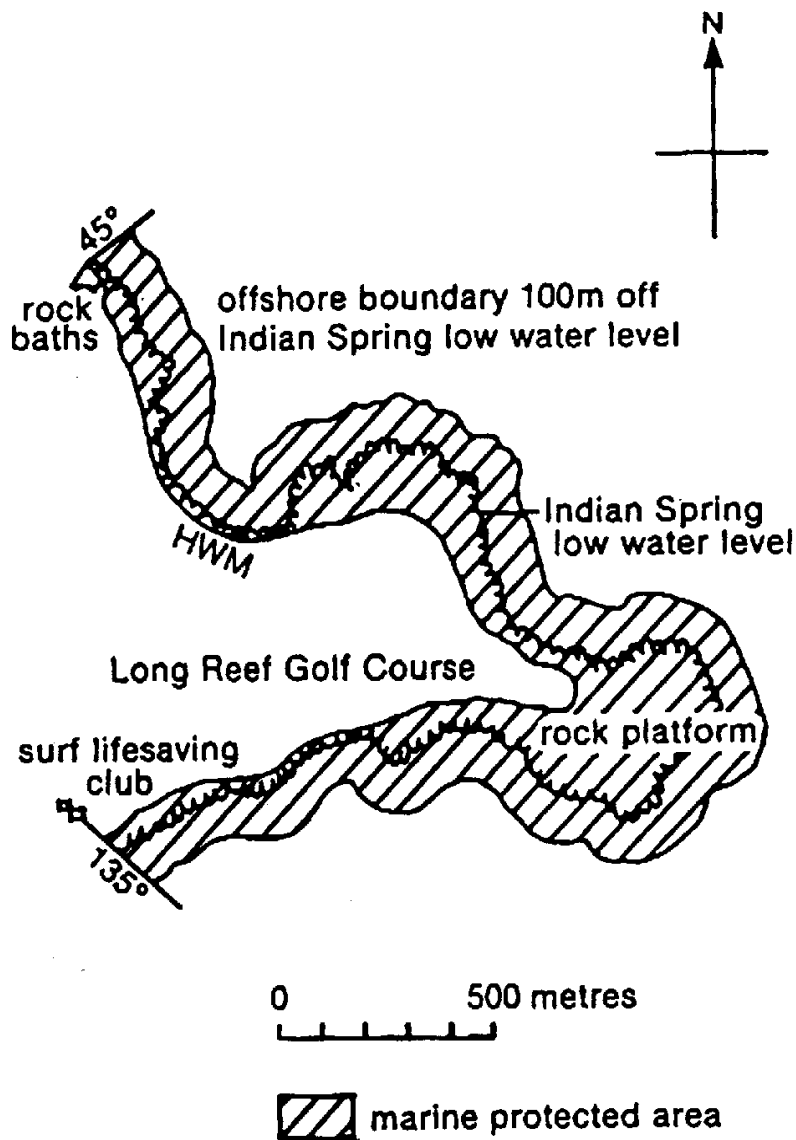 N
45°
rock
baths
offshore boundary 100m off
Indian Spring low water level
Indian Spring
low water level
HWM
Long Reef Golf Course
rock platform
surf lifesaving
club
135°
0 500 metres
marine protected area